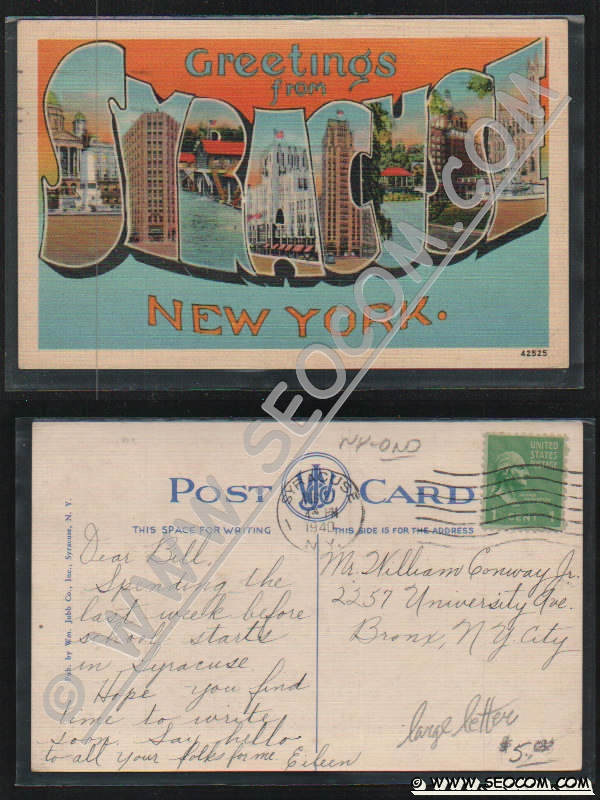 Greetings
from
SYRACUSE
NEW YORK.
42525
NY-OND
POST CARD
SYRACUSE
1
PM
1940
N.Y.
UNITED
STATES
POSTAGE
1 CENT 1
THIS SPACE FOR WRITING
THIS SIDE IS FOR THE ADDRESS
Pub. by Wm. Jubb Co., Inc., Syracuse, N. Y.
Dear Bill,
Spending the
last week before
school starts
in Syracuse.
Hope you find
time to write
soon. Say hello
to all your folks for me. Eileen
Mr. William Conway Jr.
2257 University Ave.
Bronx, N.Y. City
large letter
$5.00
© WWW.SEOCOM.COM
© www.SEOCOM.com